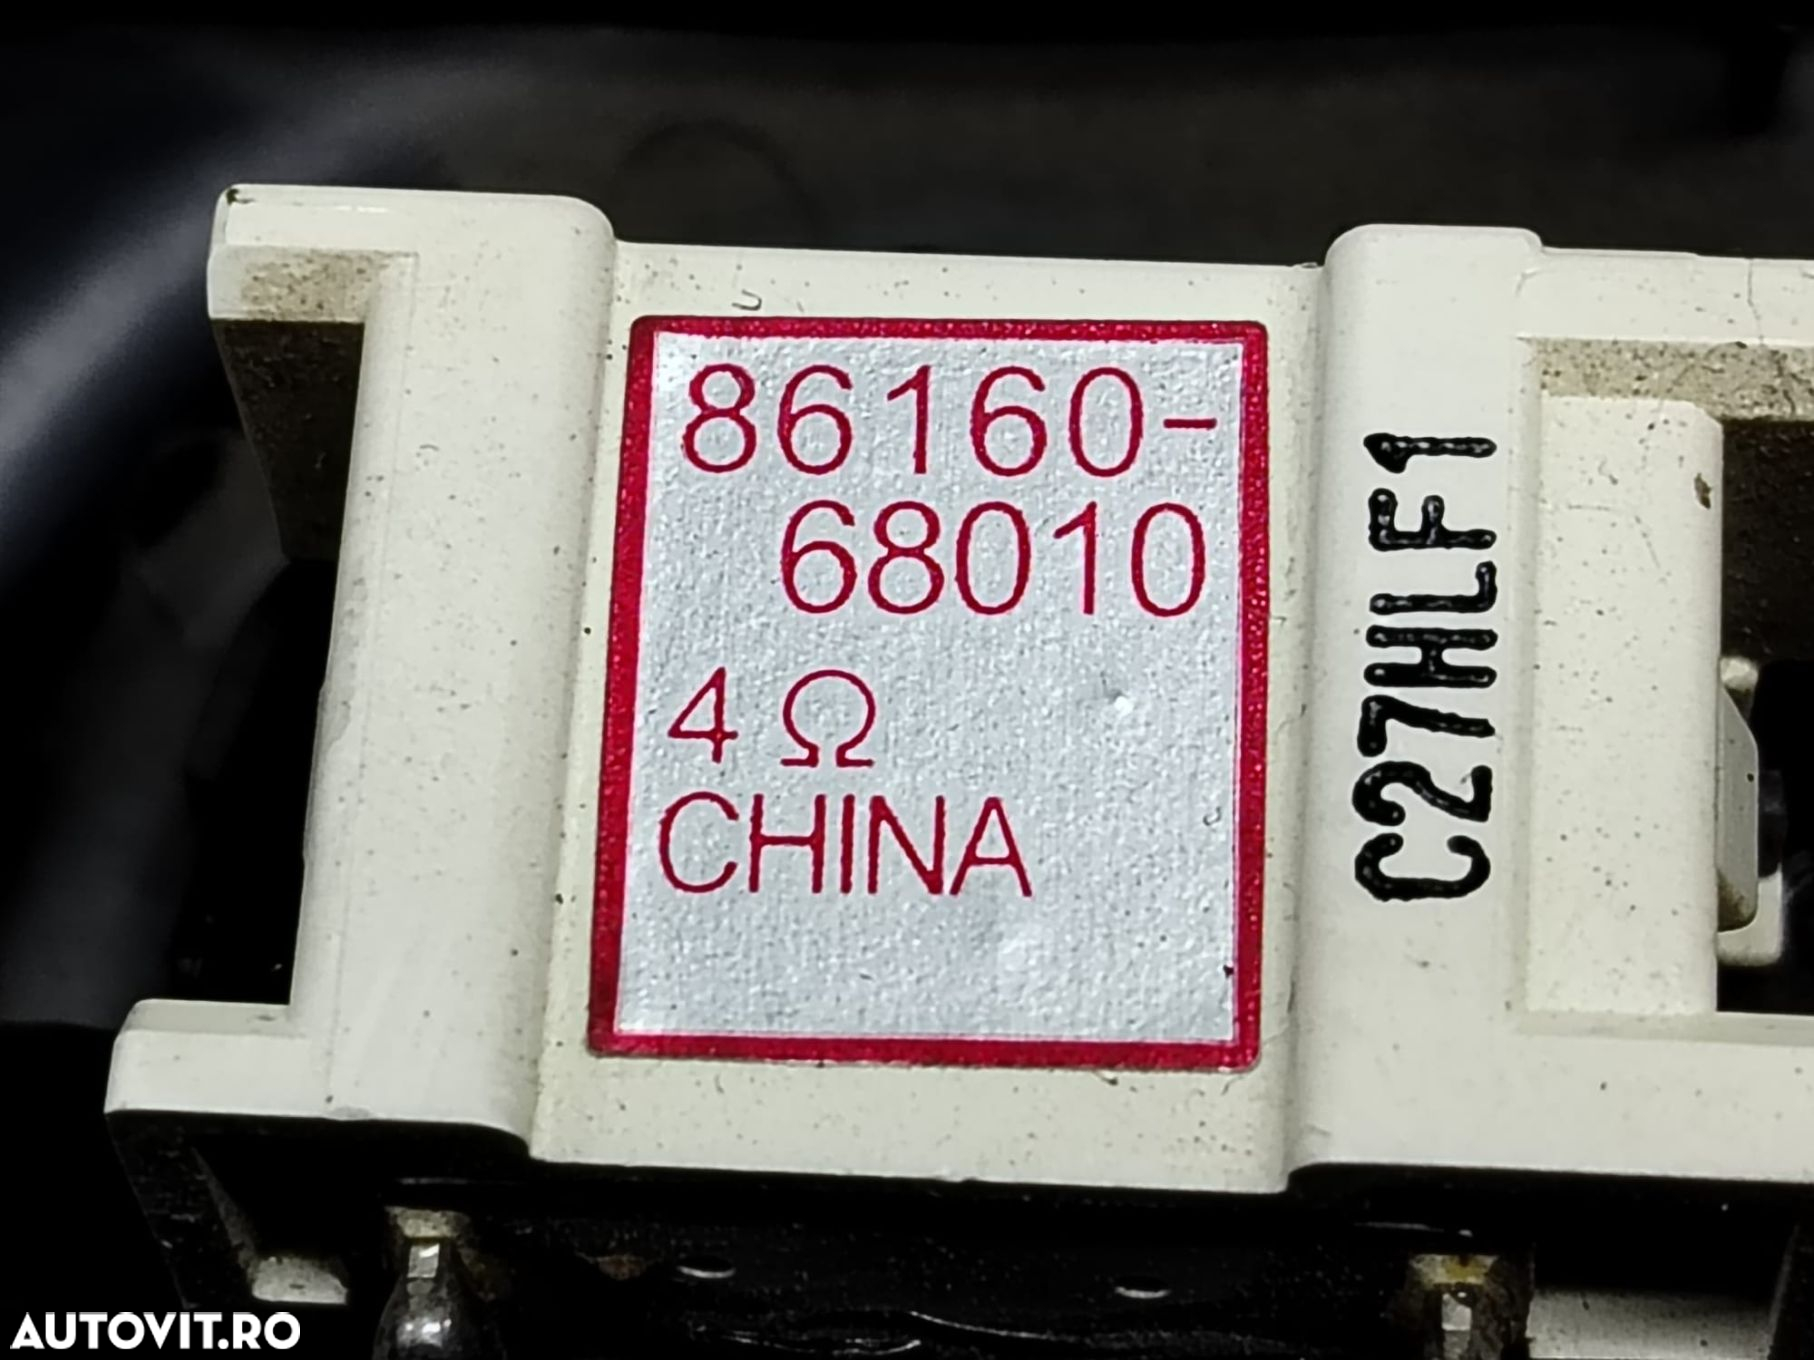 86160-
68010
4 Ω
CHINA
C27HLF1
AUTOVIT.RO